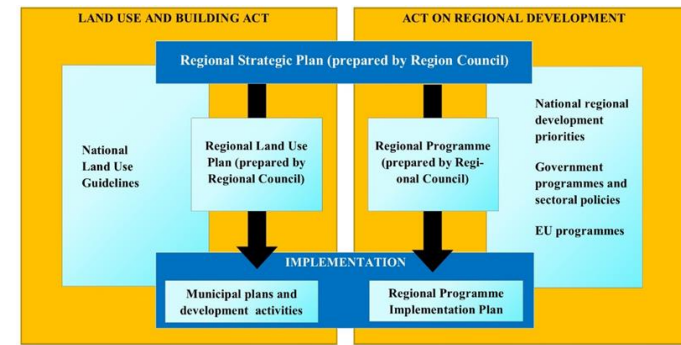 LAND USE AND BUILDING ACT
ACT ON REGIONAL DEVELOPMENT
Regional Strategic Plan (prepared by Region Council)
National
Land Use
Guidelines
Regional Land Use
Plan (prepared by
Regional Council)
Regional Programme
(prepared by Regi-
onal Council)
National regional
development
priorities
Government
programmes and
sectoral policies
EU programmes
IMPLEMENTATION
Municipal plans and
development activities
Regional Programme
Implementation Plan